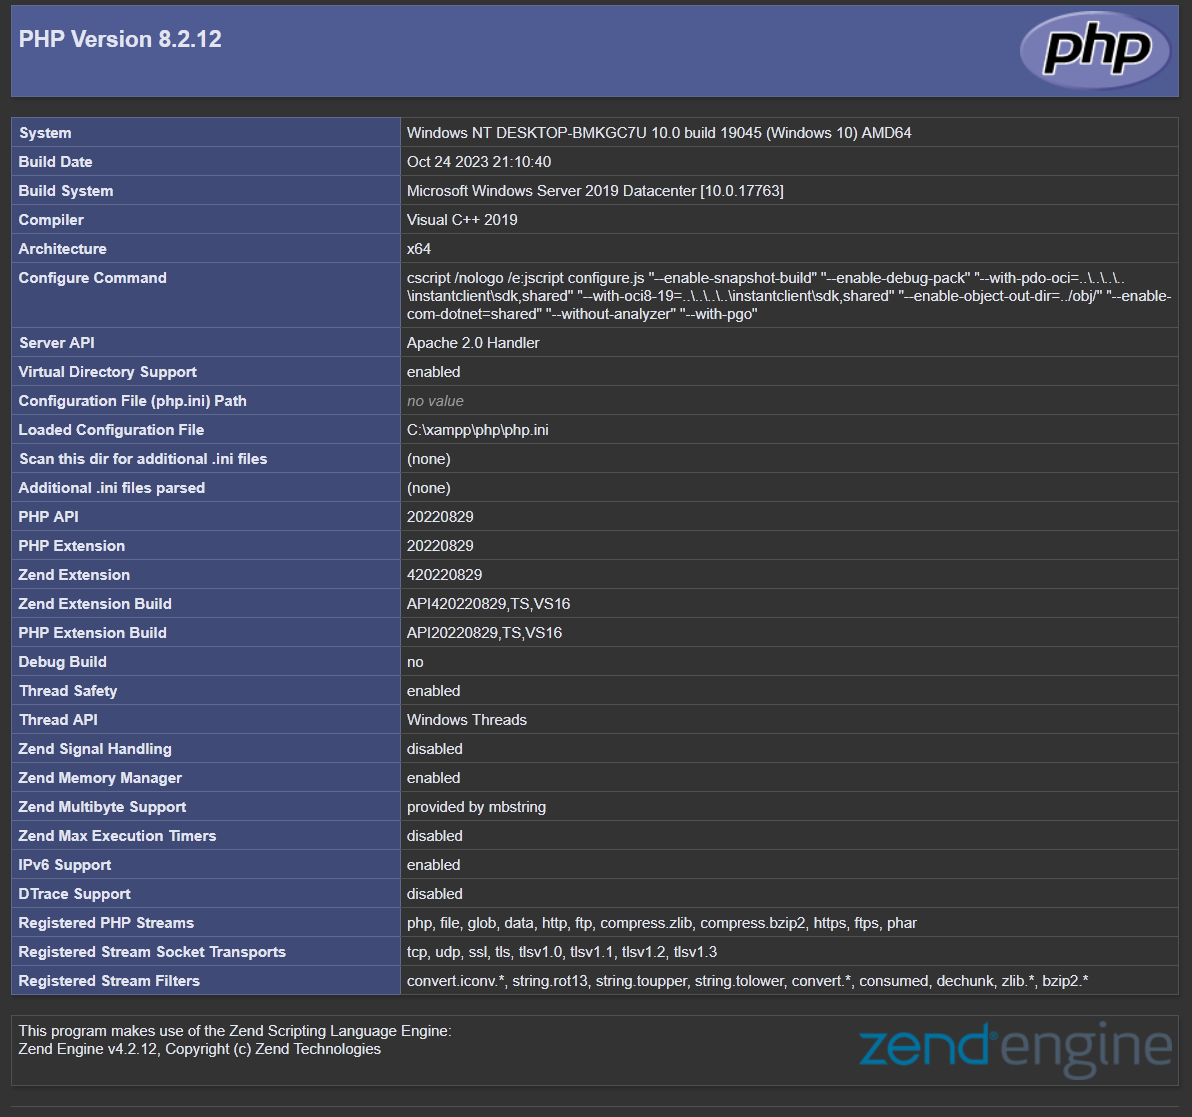 PHP Version 8.2.12
php
System Windows NT DESKTOP-BMKGC7U 10.0 build 19045 (Windows 10) AMD64
Build Date Oct 24 2023 21:10:40
Build System Microsoft Windows Server 2019 Datacenter [10.0.17763]
Compiler Visual C++ 2019
Architecture x64
Configure Command cscript /nologo /e:jscript configure.js "--enable-snapshot-build" "--enable-debug-pack" "--with-pdo-oci=..\..\..\..
\instantclient\sdk,shared" "--with-oci8-19=..\..\..\..\instantclient\sdk,shared" "--enable-object-out-dir=../obj/" "--enable-
com-dotnet=shared" "--without-analyzer" "--with-pgo"
Server API Apache 2.0 Handler
Virtual Directory Support enabled
Configuration File (php.ini) Path no value
Loaded Configuration File C:\xampp\php\php.ini
Scan this dir for additional .ini files (none)
Additional .ini files parsed (none)
PHP API 20220829
PHP Extension 20220829
Zend Extension 420220829
Zend Extension Build API420220829,TS,VS16
PHP Extension Build API20220829,TS,VS16
Debug Build no
Thread Safety enabled
Thread API Windows Threads
Zend Signal Handling disabled
Zend Memory Manager enabled
Zend Multibyte Support provided by mbstring
Zend Max Execution Timers disabled
IPv6 Support enabled
DTrace Support disabled
Registered PHP Streams php, file, glob, data, http, ftp, compress.zlib, compress.bzip2, https, ftps, phar
Registered Stream Socket Transports tcp, udp, ssl, tls, tlsv1.0, tlsv1.1, tlsv1.2, tlsv1.3
Registered Stream Filters convert.iconv.*, string.rot13, string.toupper, string.tolower, convert.*, consumed, dechunk, zlib.*, bzip2.*
This program makes use of the Zend Scripting Language Engine:
Zend Engine v4.2.12, Copyright (c) Zend Technologies
zend engine